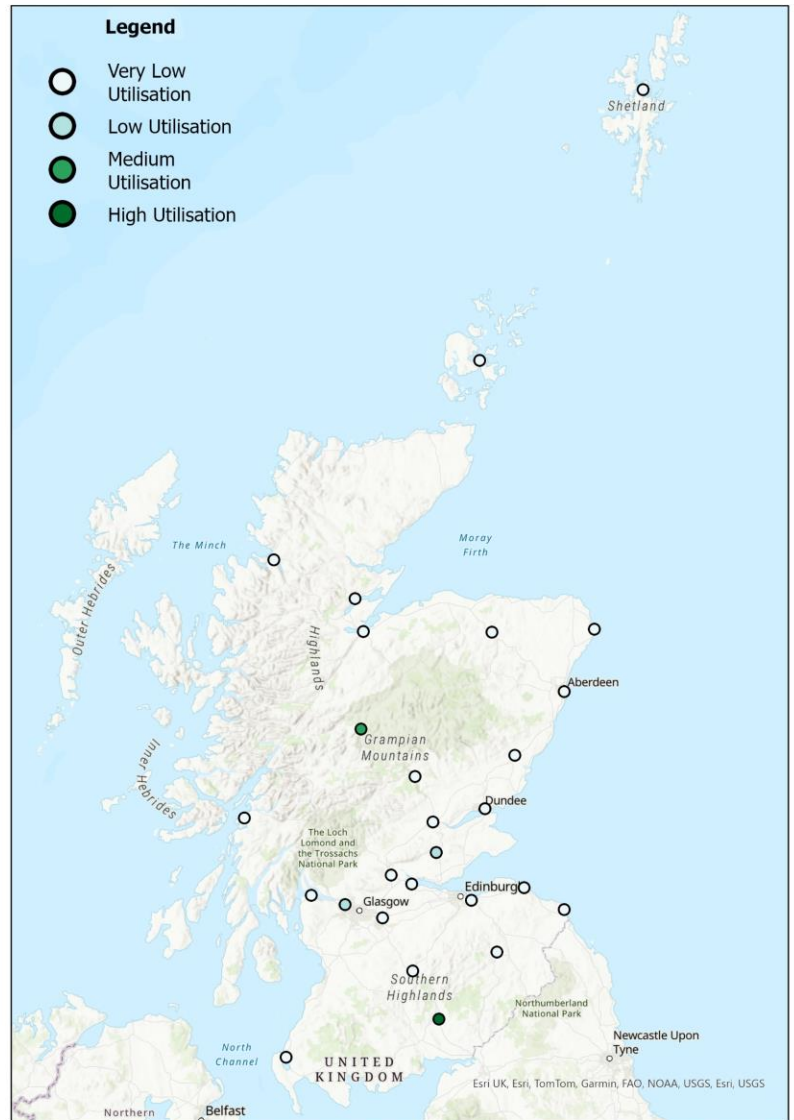 Legend
Very Low
Utilisation
Low Utilisation
Medium
Utilisation
High Utilisation
Shetland
The Minch
Moray
Firth
Outer Hebrides
Highlands
Aberdeen
Grampian
Mountains
Inner Hebrides
Dundee
The Loch
Lomond and
the Trossachs
National Park
Edinburgh
Glasgow
Southern
Highlands
Northumberland
National Park
North
Channel
Newcastle Upon
Tyne
UNITED
KINGDOM
Esri UK, Esri, TomTom, Garmin, FAO, NOAA, USGS, Esri, USGS
Northern
Belfast